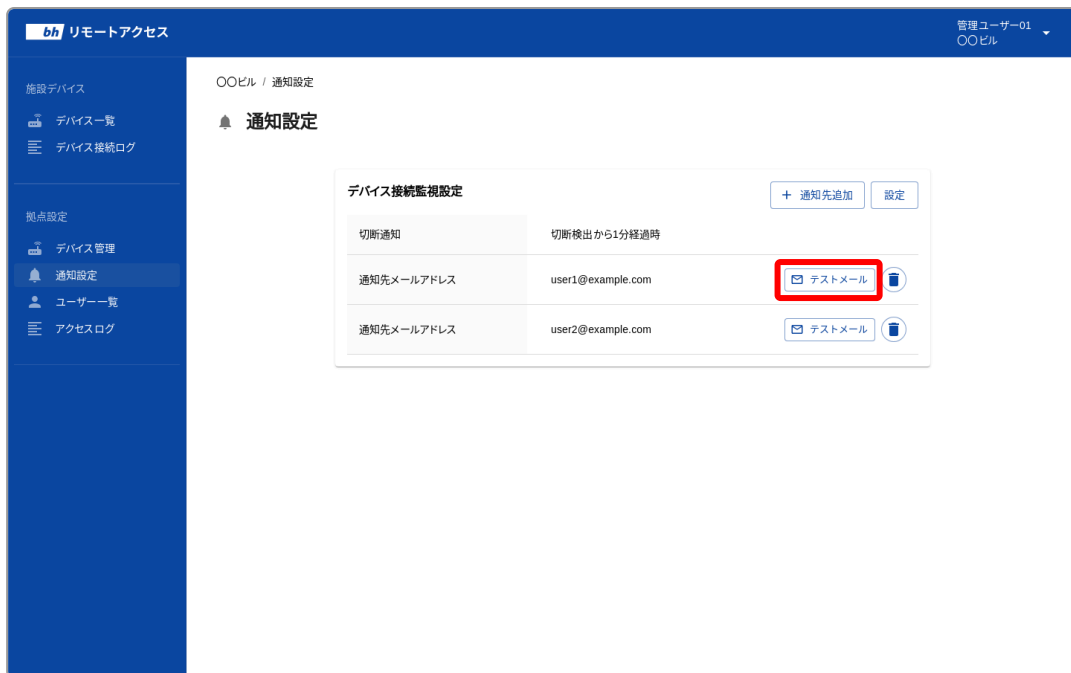 bh リモートアクセス
管理ユーザー01
〇〇ビル
施設デバイス
デバイス一覧
デバイス接続ログ
拠点設定
デバイス管理
通知設定
ユーザー一覧
アクセスログ
〇〇ビル / 通知設定
通知設定
デバイス接続監視設定
+ 通知先追加
設定
切断通知 切断検出から1分経過時
通知先メールアドレス user1@example.com テストメール
通知先メールアドレス user2@example.com テストメール